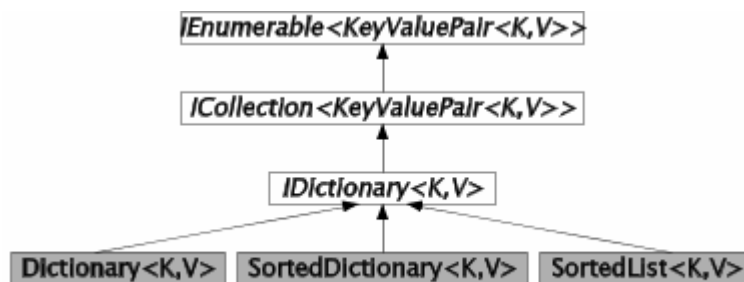 IEnumerable<KeyValuePair<K,V>>
ICollection<KeyValuePair<K,V>>
IDictionary<K,V>
Dictionary<K,V> SortedDictionary<K,V> SortedList<K,V>